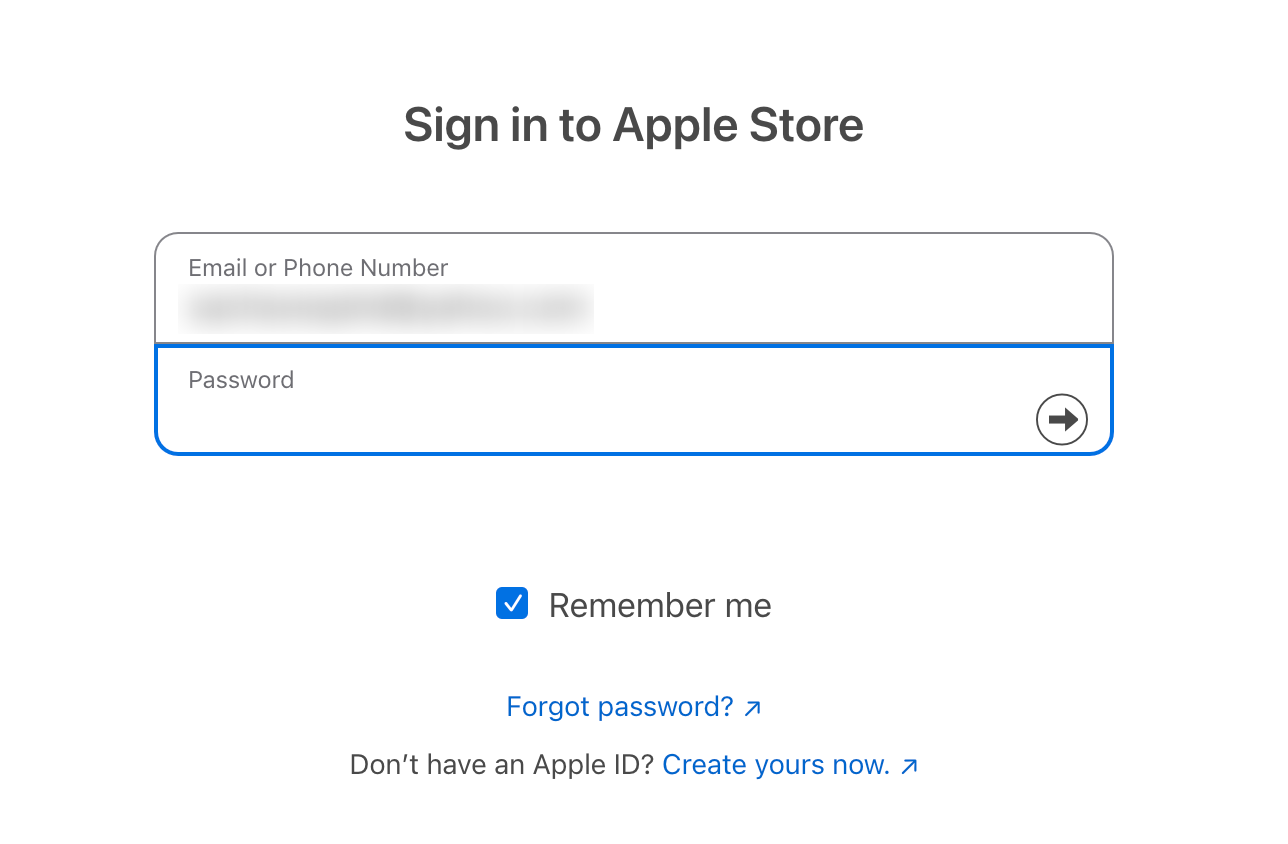 Sign in to Apple Store
Email or Phone Number
Password
Remember me
Forgot password? ↗
Don’t have an Apple ID? Create yours now. ↗